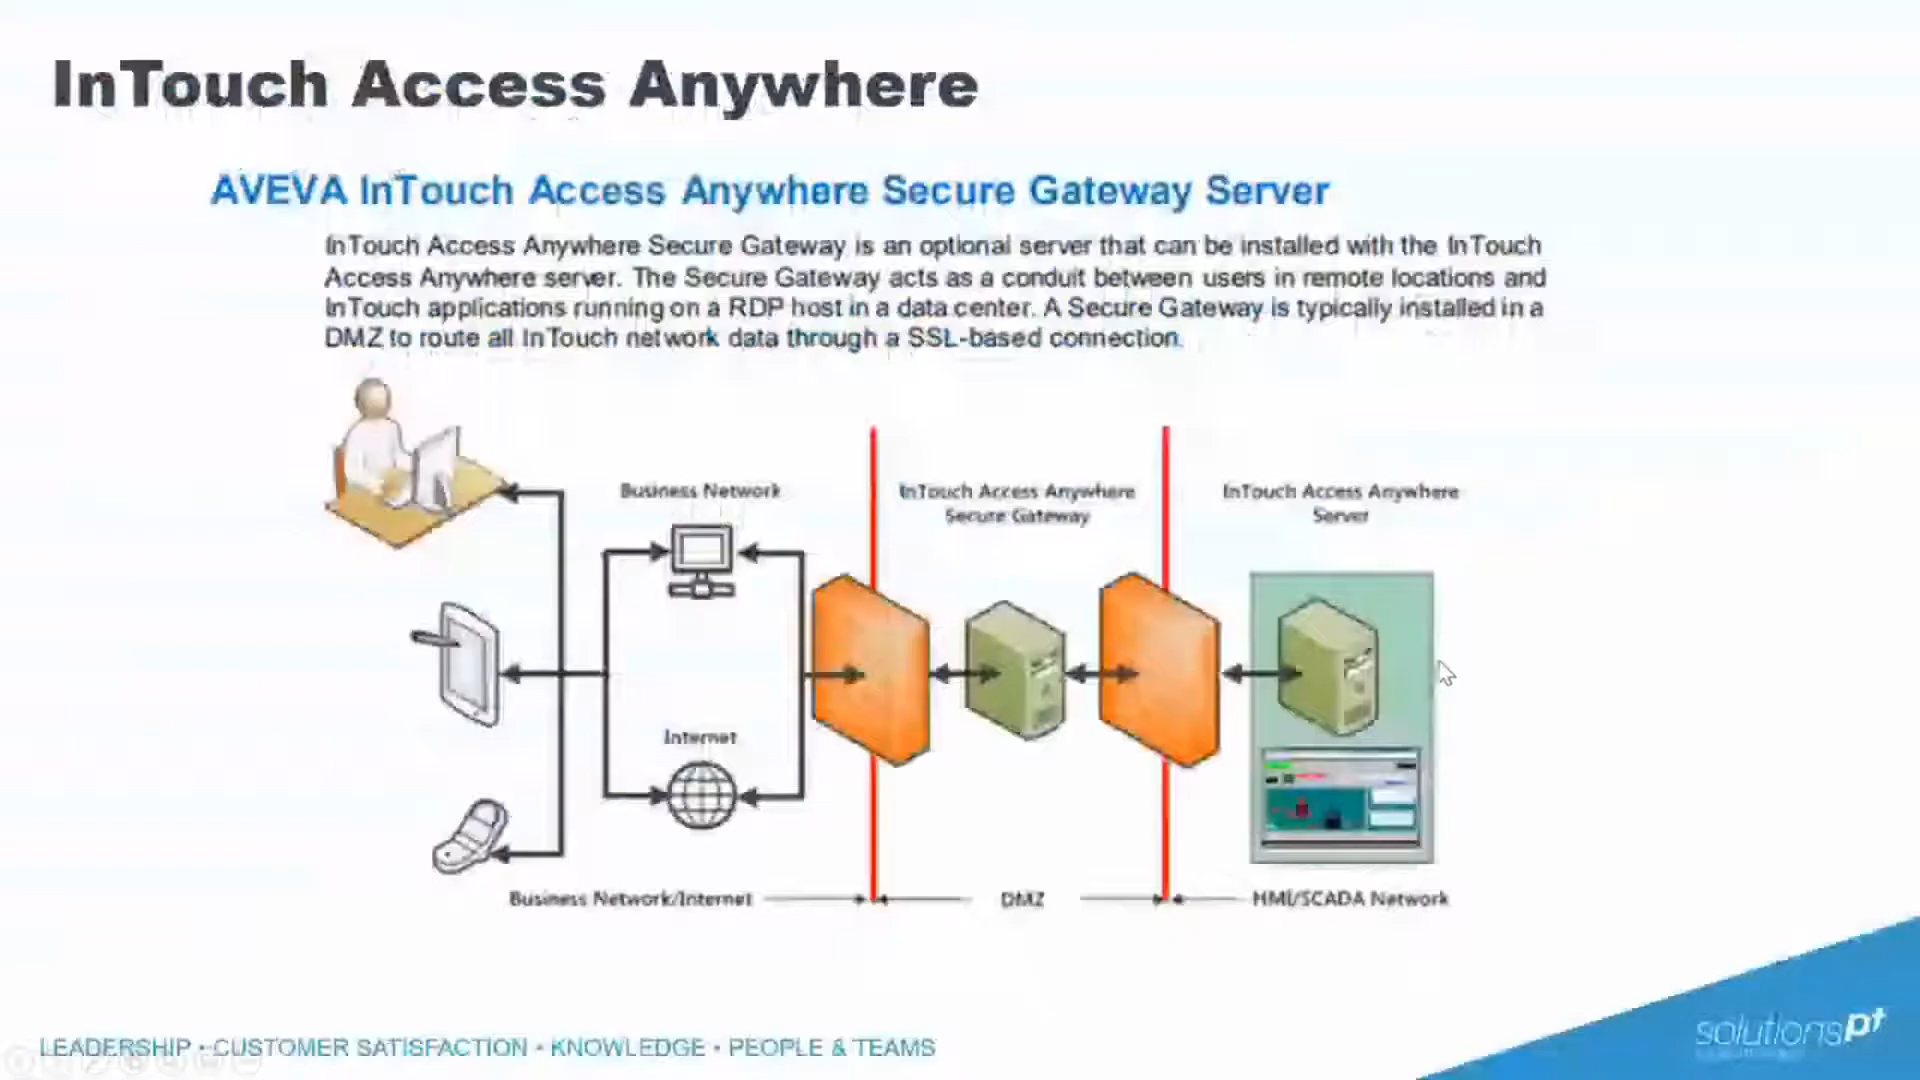 InTouch Access Anywhere
AVEVA InTouch Access Anywhere Secure Gateway Server
InTouch Access Anywhere Secure Gateway is an optional server that can be installed with the InTouch
Access Anywhere server. The Secure Gateway acts as a conduit between users in remote locations and
InTouch applications running on a RDP host in a data center. A Secure Gateway is typically installed in a
DMZ to route all InTouch network data through a SSL-based connection.
Business Network
InTouch Access Anywhere
Secure Gateway
InTouch Access Anywhere
Server
Internet
Business Network/Internet
DMZ
HMI/SCADA Network
LEADERSHIP • CUSTOMER SATISFACTION • KNOWLEDGE • PEOPLE & TEAMS
solutionspt